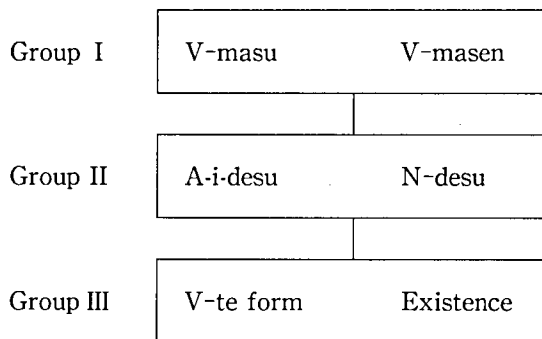 Group I V-masu V-masen
Group II A-i-desu N-desu
Group III V-te form Existence